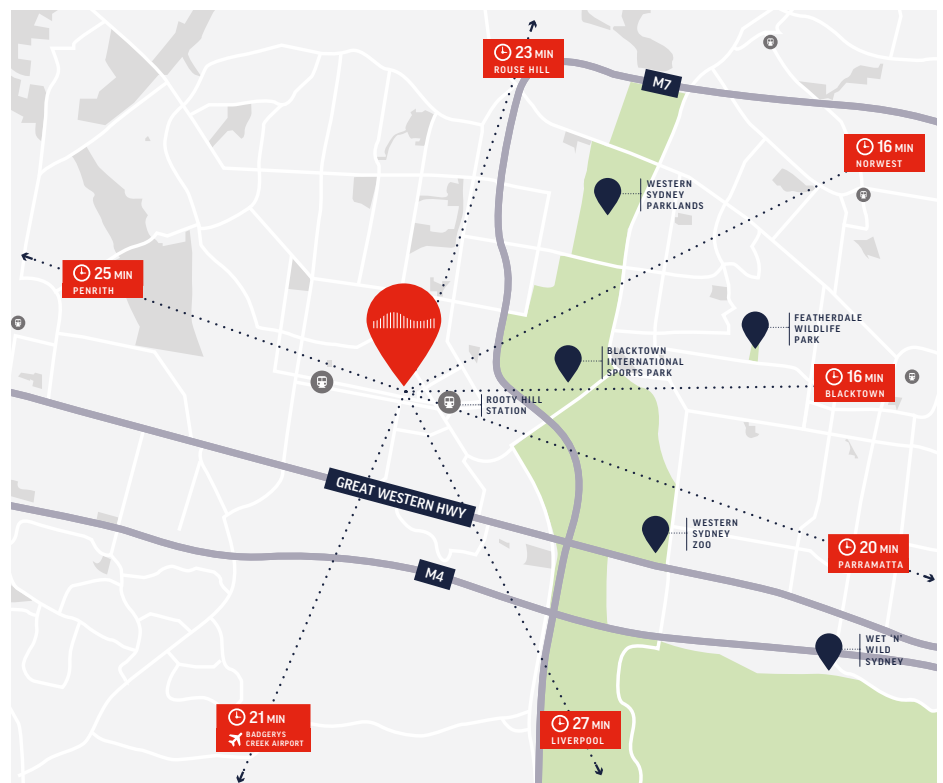 23 MIN
ROUSE HILL
M7
16 MIN
NORWEST
WESTERN
SYDNEY
PARKLANDS
25 MIN
PENRITH
FEATHERDALE
WILDLIFE
PARK
BLACKTOWN
INTERNATIONAL
SPORTS PARK
16 MIN
BLACKTOWN
ROOTY HILL
STATION
GREAT WESTERN HWY
WESTERN
SYDNEY
ZOO
20 MIN
PARRAMATTA
M4
WET 'N'
WILD
SYDNEY
21 MIN
BADGERYS
CREEK AIRPORT
27 MIN
LIVERPOOL